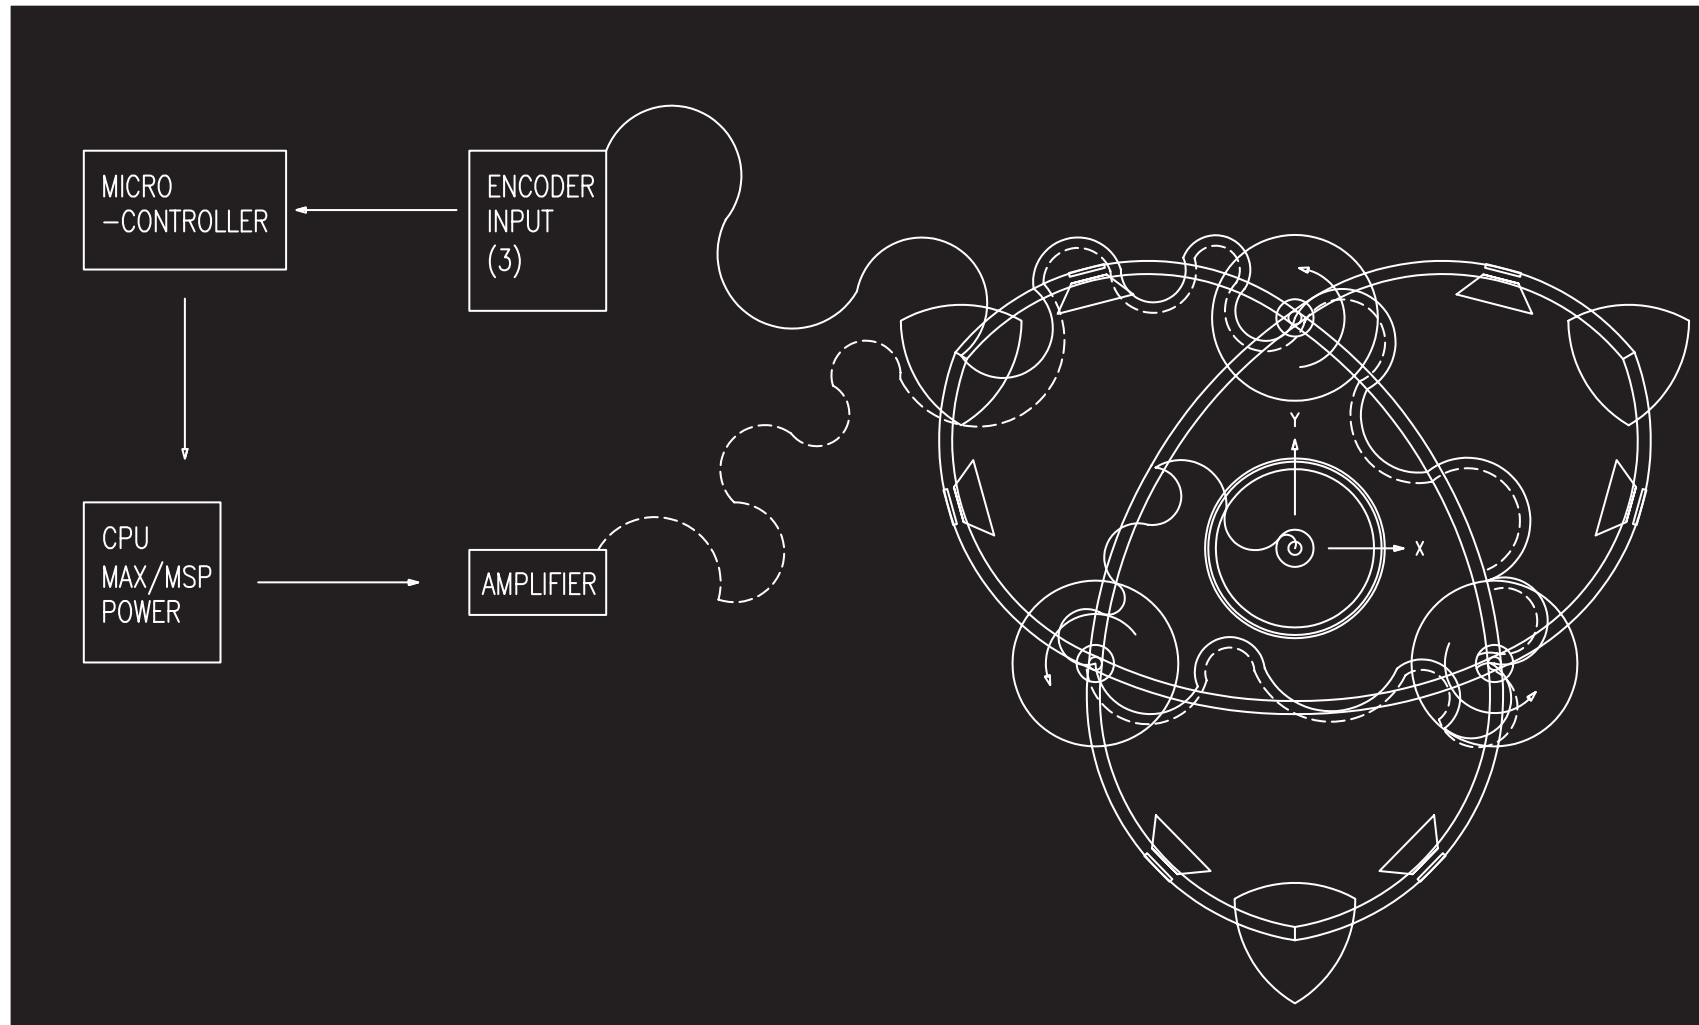 MICRO
-CONTROLLER
ENCODER
INPUT
(3)
CPU
MAX/MSP
POWER
AMPLIFIER
Y
X